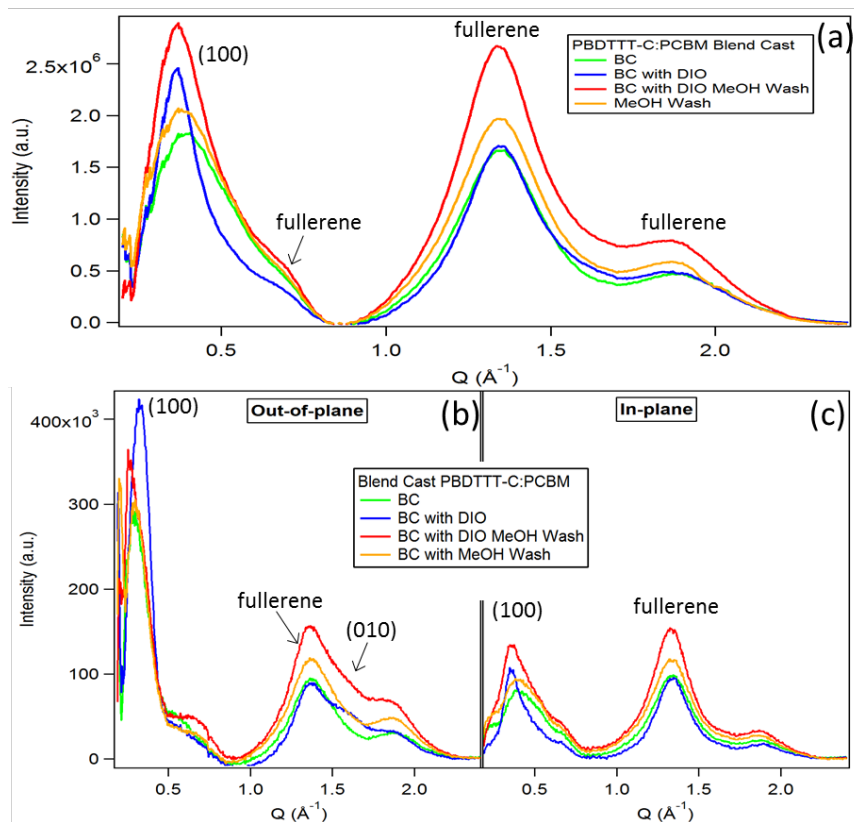 (a)
(100)
fullerene
fullerene
fullerene
PBDTTT-C:PCBM Blend Cast
BC
BC with DIO
BC with DIO MeOH Wash
MeOH Wash
Intensity (a.u.)
2.5x10⁶
2.0
1.5
1.0
0.5
0.0
0.5 1.0 1.5 2.0
Q (Å⁻¹)
(b)
Out-of-plane
(100)
fullerene
(010)
Intensity (a.u.)
400x10³
300
200
100
0
0.5 1.0 1.5 2.0
Q (Å⁻¹)
Blend Cast PBDTTT-C:PCBM
BC
BC with DIO
BC with DIO MeOH Wash
BC with MeOH Wash
(c)
In-plane
(100)
fullerene
0.5 1.0 1.5 2.0
Q (Å⁻¹)